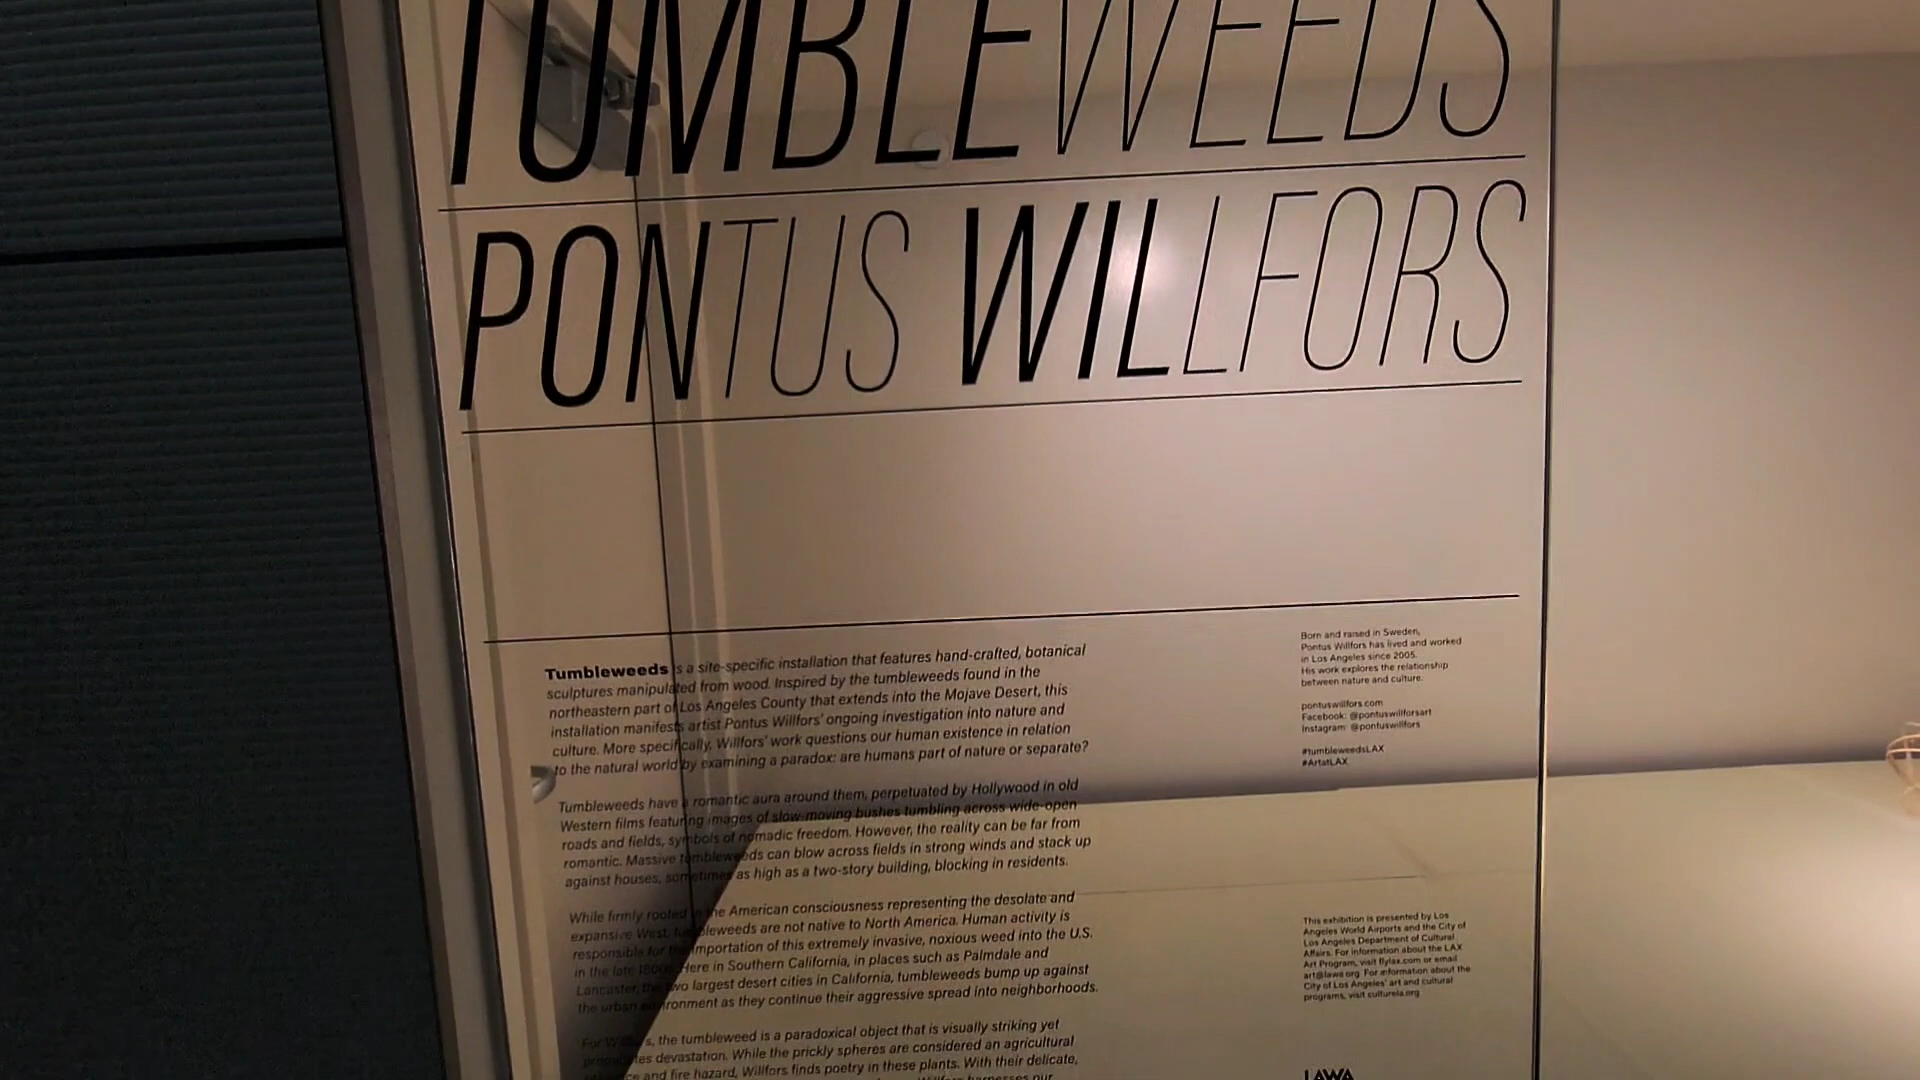 TUMBLEWEEDS
PONTUS WILLFORS
Tumbleweeds is a site-specific installation that features hand-crafted, botanical
sculptures manipulated from wood. Inspired by the tumbleweeds found in the
northeastern part of Los Angeles County that extends into the Mojave Desert, this
installation manifests artist Pontus Willfors' ongoing investigation into nature and
culture. More specifically, Willfors' work questions our human existence in relation
to the natural world by examining a paradox: are humans part of nature or separate?
Tumbleweeds have a romantic aura around them, perpetuated by Hollywood in old
Western films featuring images of slow-moving bushes tumbling across wide-open
roads and fields, symbols of nomadic freedom. However, the reality can be far from
romantic. Massive tumbleweeds can blow across fields in strong winds and stack up
against houses, sometimes as high as a two-story building, blocking in residents.
While firmly rooted in the American consciousness representing the desolate and
expansive West, tumbleweeds are not native to North America. Human activity is
responsible for the importation of this extremely invasive, noxious weed into the U.S.
in the late 1800s. Here in Southern California, in places such as Palmdale and
Lancaster, the two largest desert cities in California, tumbleweeds bump up against
the urban environment as they continue their aggressive spread into neighborhoods.
For Willfors, the tumbleweed is a paradoxical object that is visually striking yet
devastation. While the prickly spheres are considered an agricultural
and fire hazard, Willfors finds poetry in these plants. With their delicate,
Born and raised in Sweden,
Pontus Willfors has lived and worked
in Los Angeles since 2005.
His work explores the relationship
between nature and culture.
pontuswillfors.com
Facebook: @pontuswillforsart
Instagram: @pontuswillfors
#tumbleweedsLAX
#ArtatLAX
This exhibition is presented by Los
Angeles World Airports and the City of
Los Angeles Department of Cultural
Affairs. For information about the LAX
Art Program, visit flylax.com or email
art@lawa.org. For information about the
City of Los Angeles' art and cultural
programs, visit culturela.org
LAWA